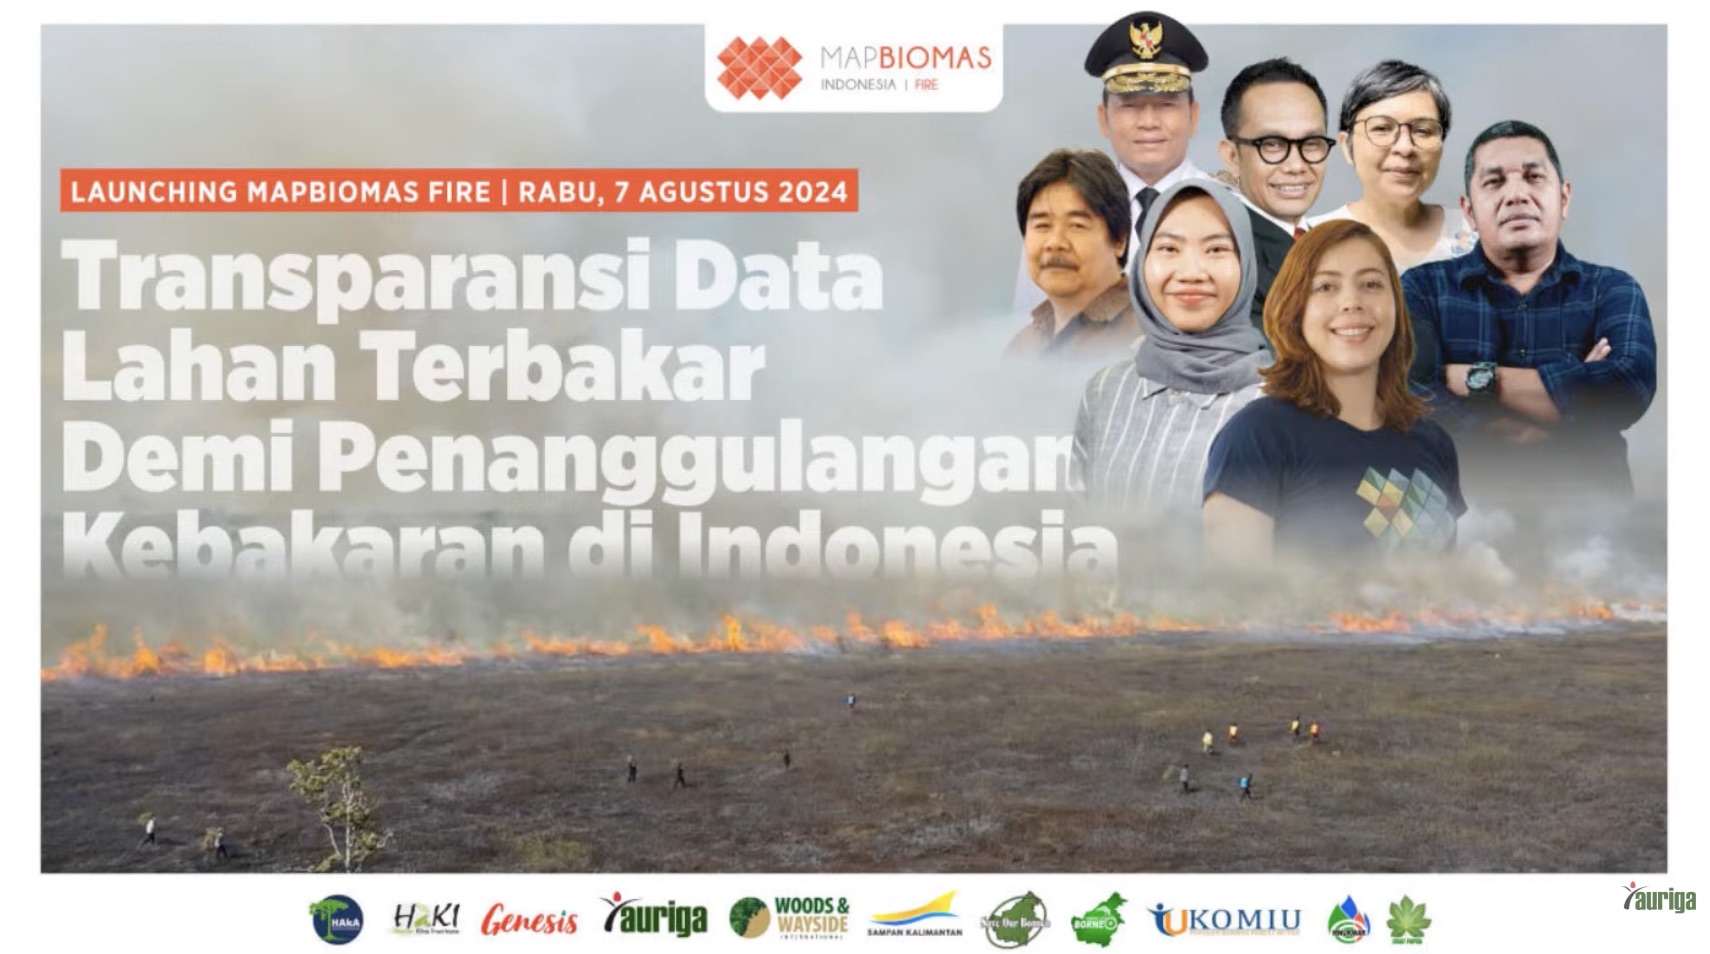 MAPBIOMAS
INDONESIA | FIRE
LAUNCHING MAPBIOMAS FIRE | RABU, 7 AGUSTUS 2024
Transparansi Data
Lahan Terbakar
Demi Penanggulangan
Kebakaran di Indonesia
HAkA
HaKI
Genesis
auriga
WOODS &
WAYSIDE
INTERNATIONAL
SAMPAN KALIMANTAN
Save Our Borneo
BORNEO
KOMIU
auriga